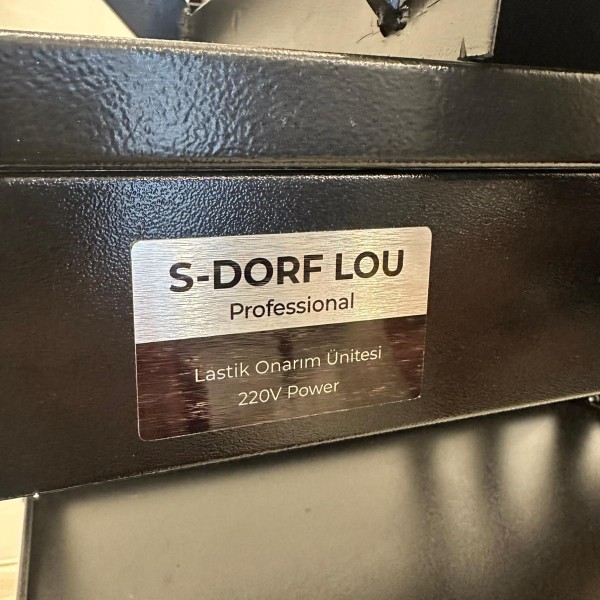 S-DORF LOU
Professional
Lastik Onarım Ünitesi
220V Power